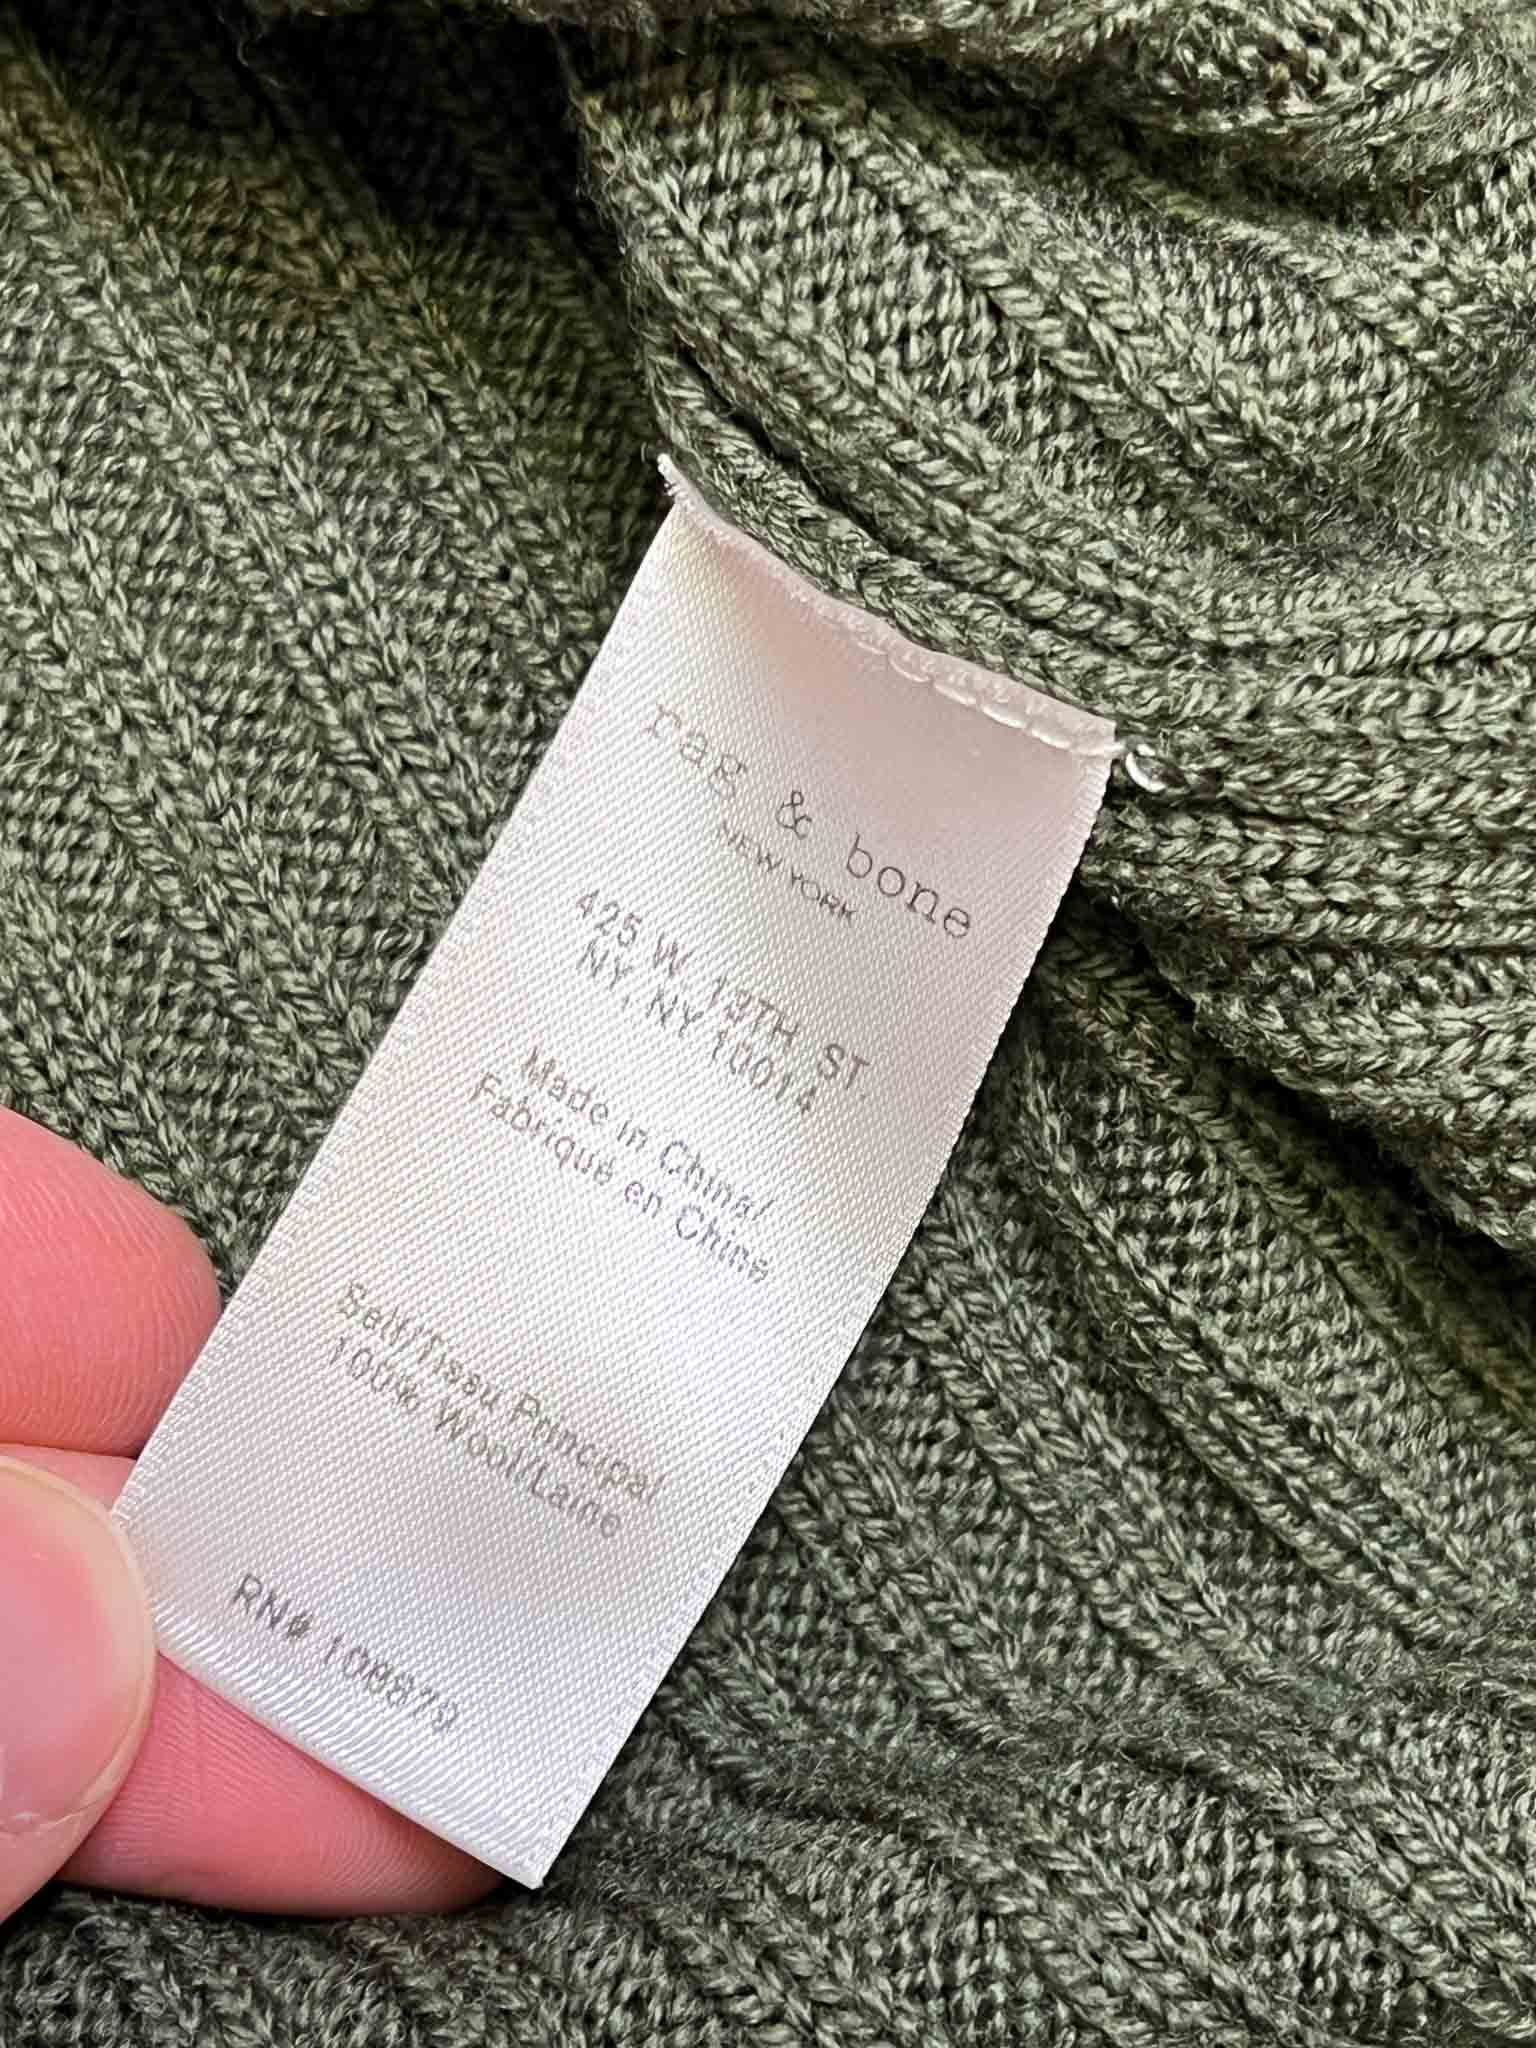 rag & bone
NEW YORK
425 W 13TH ST
NY, NY 10014
Made in China/
Fabriqué en Chine
Self/Tissu Principal
100% Wool/Laine
RN# 108870